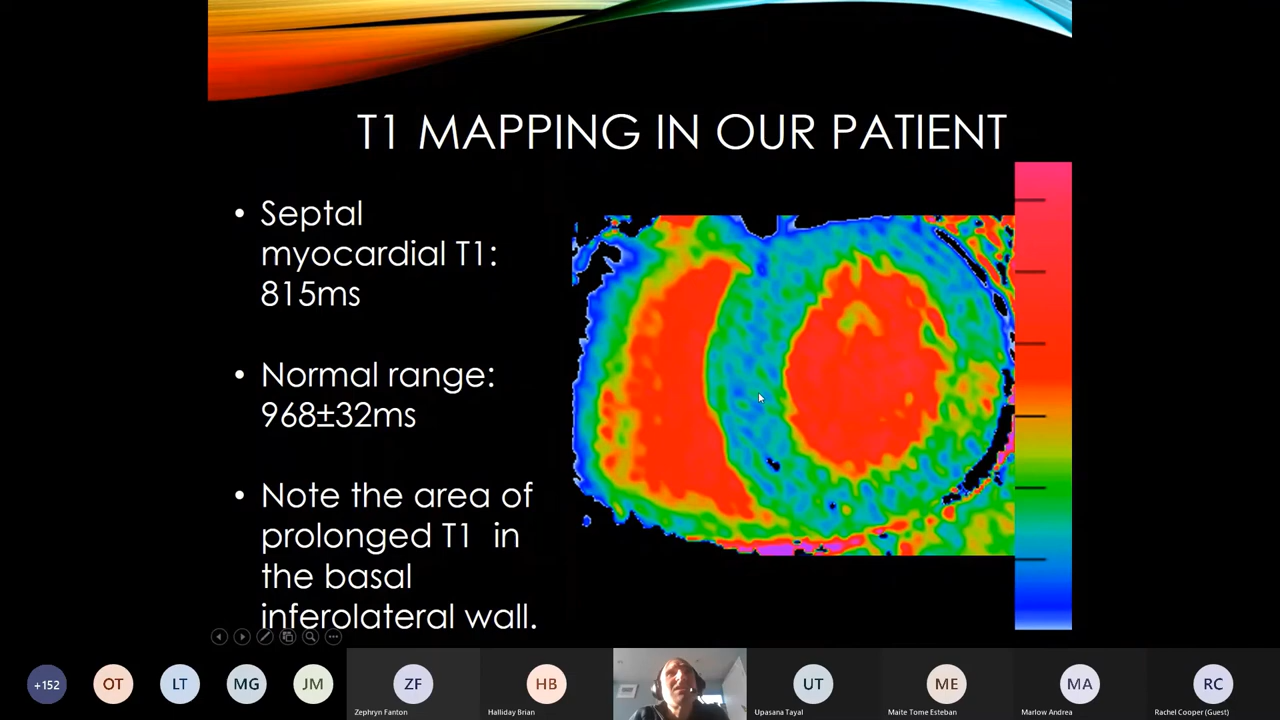 T1 MAPPING IN OUR PATIENT
• Septal
myocardial T1:
815ms
• Normal range:
968±32ms
• Note the area of
prolonged T1 in
the basal
inferolateral wall.
+152
OT
LT
MG
JM
ZF
HB
UT
ME
MA
RC
Zephryn Fanton
Halliday Brian
Upasana Tayal
Maite Tome Esteban
Marlow Andrea
Rachel Cooper (Guest)